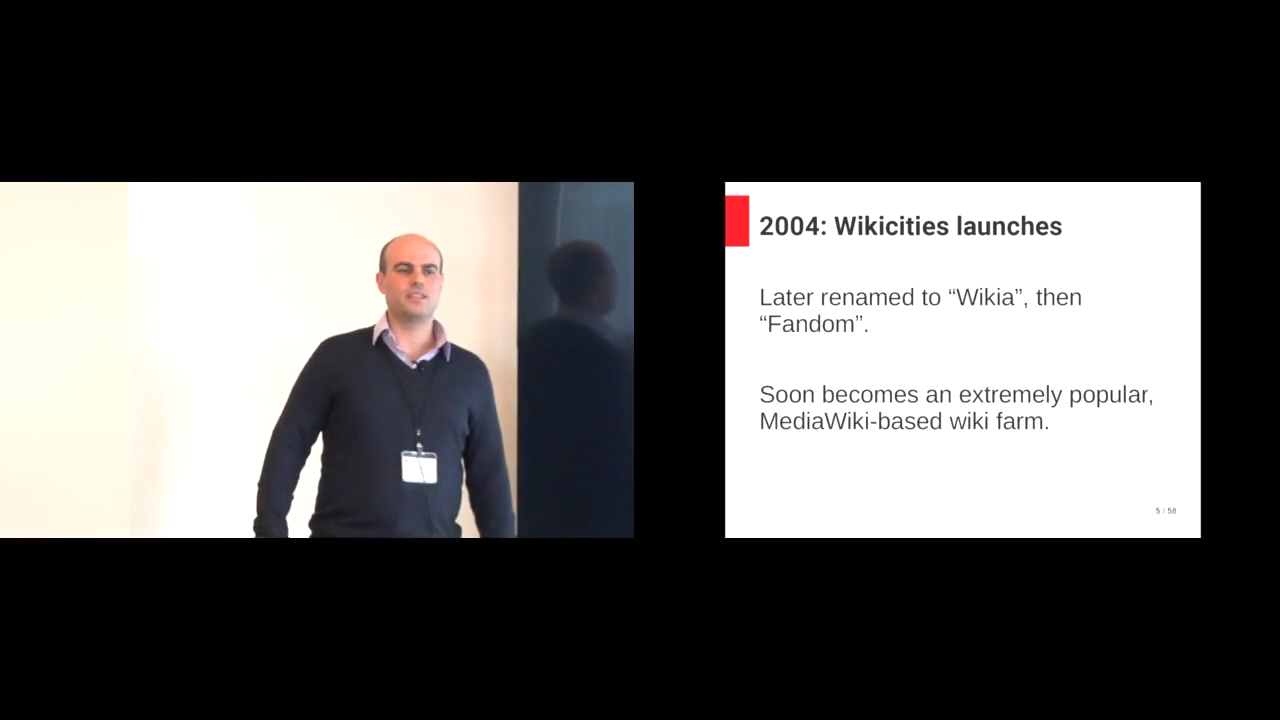 2004: Wikicities launches
Later renamed to “Wikia”, then
“Fandom”.
Soon becomes an extremely popular,
MediaWiki-based wiki farm.
5 / 58